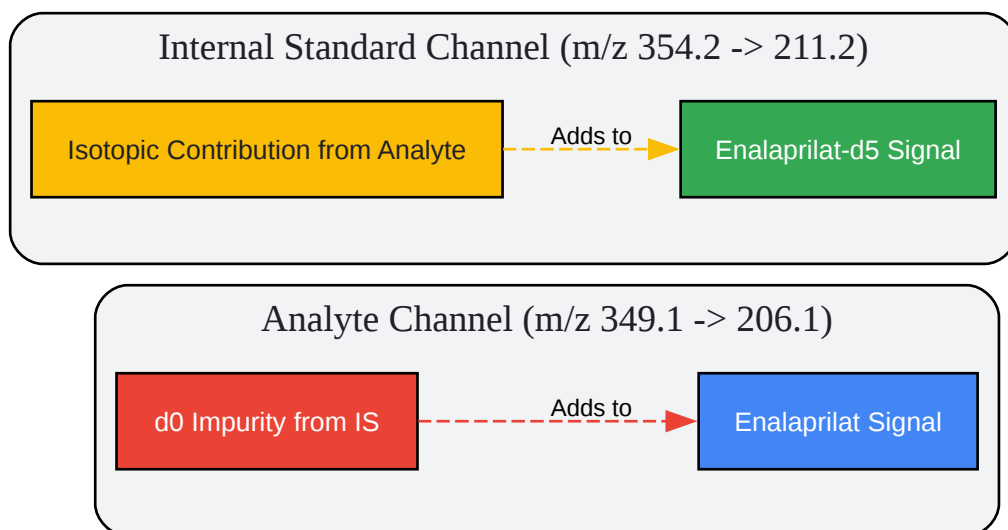 Internal Standard Channel (m/z 354.2 -> 211.2)
Isotopic Contribution from Analyte
Adds to
Enalaprilat-d5 Signal
Analyte Channel (m/z 349.1 -> 206.1)
d0 Impurity from IS
Adds to
Enalaprilat Signal